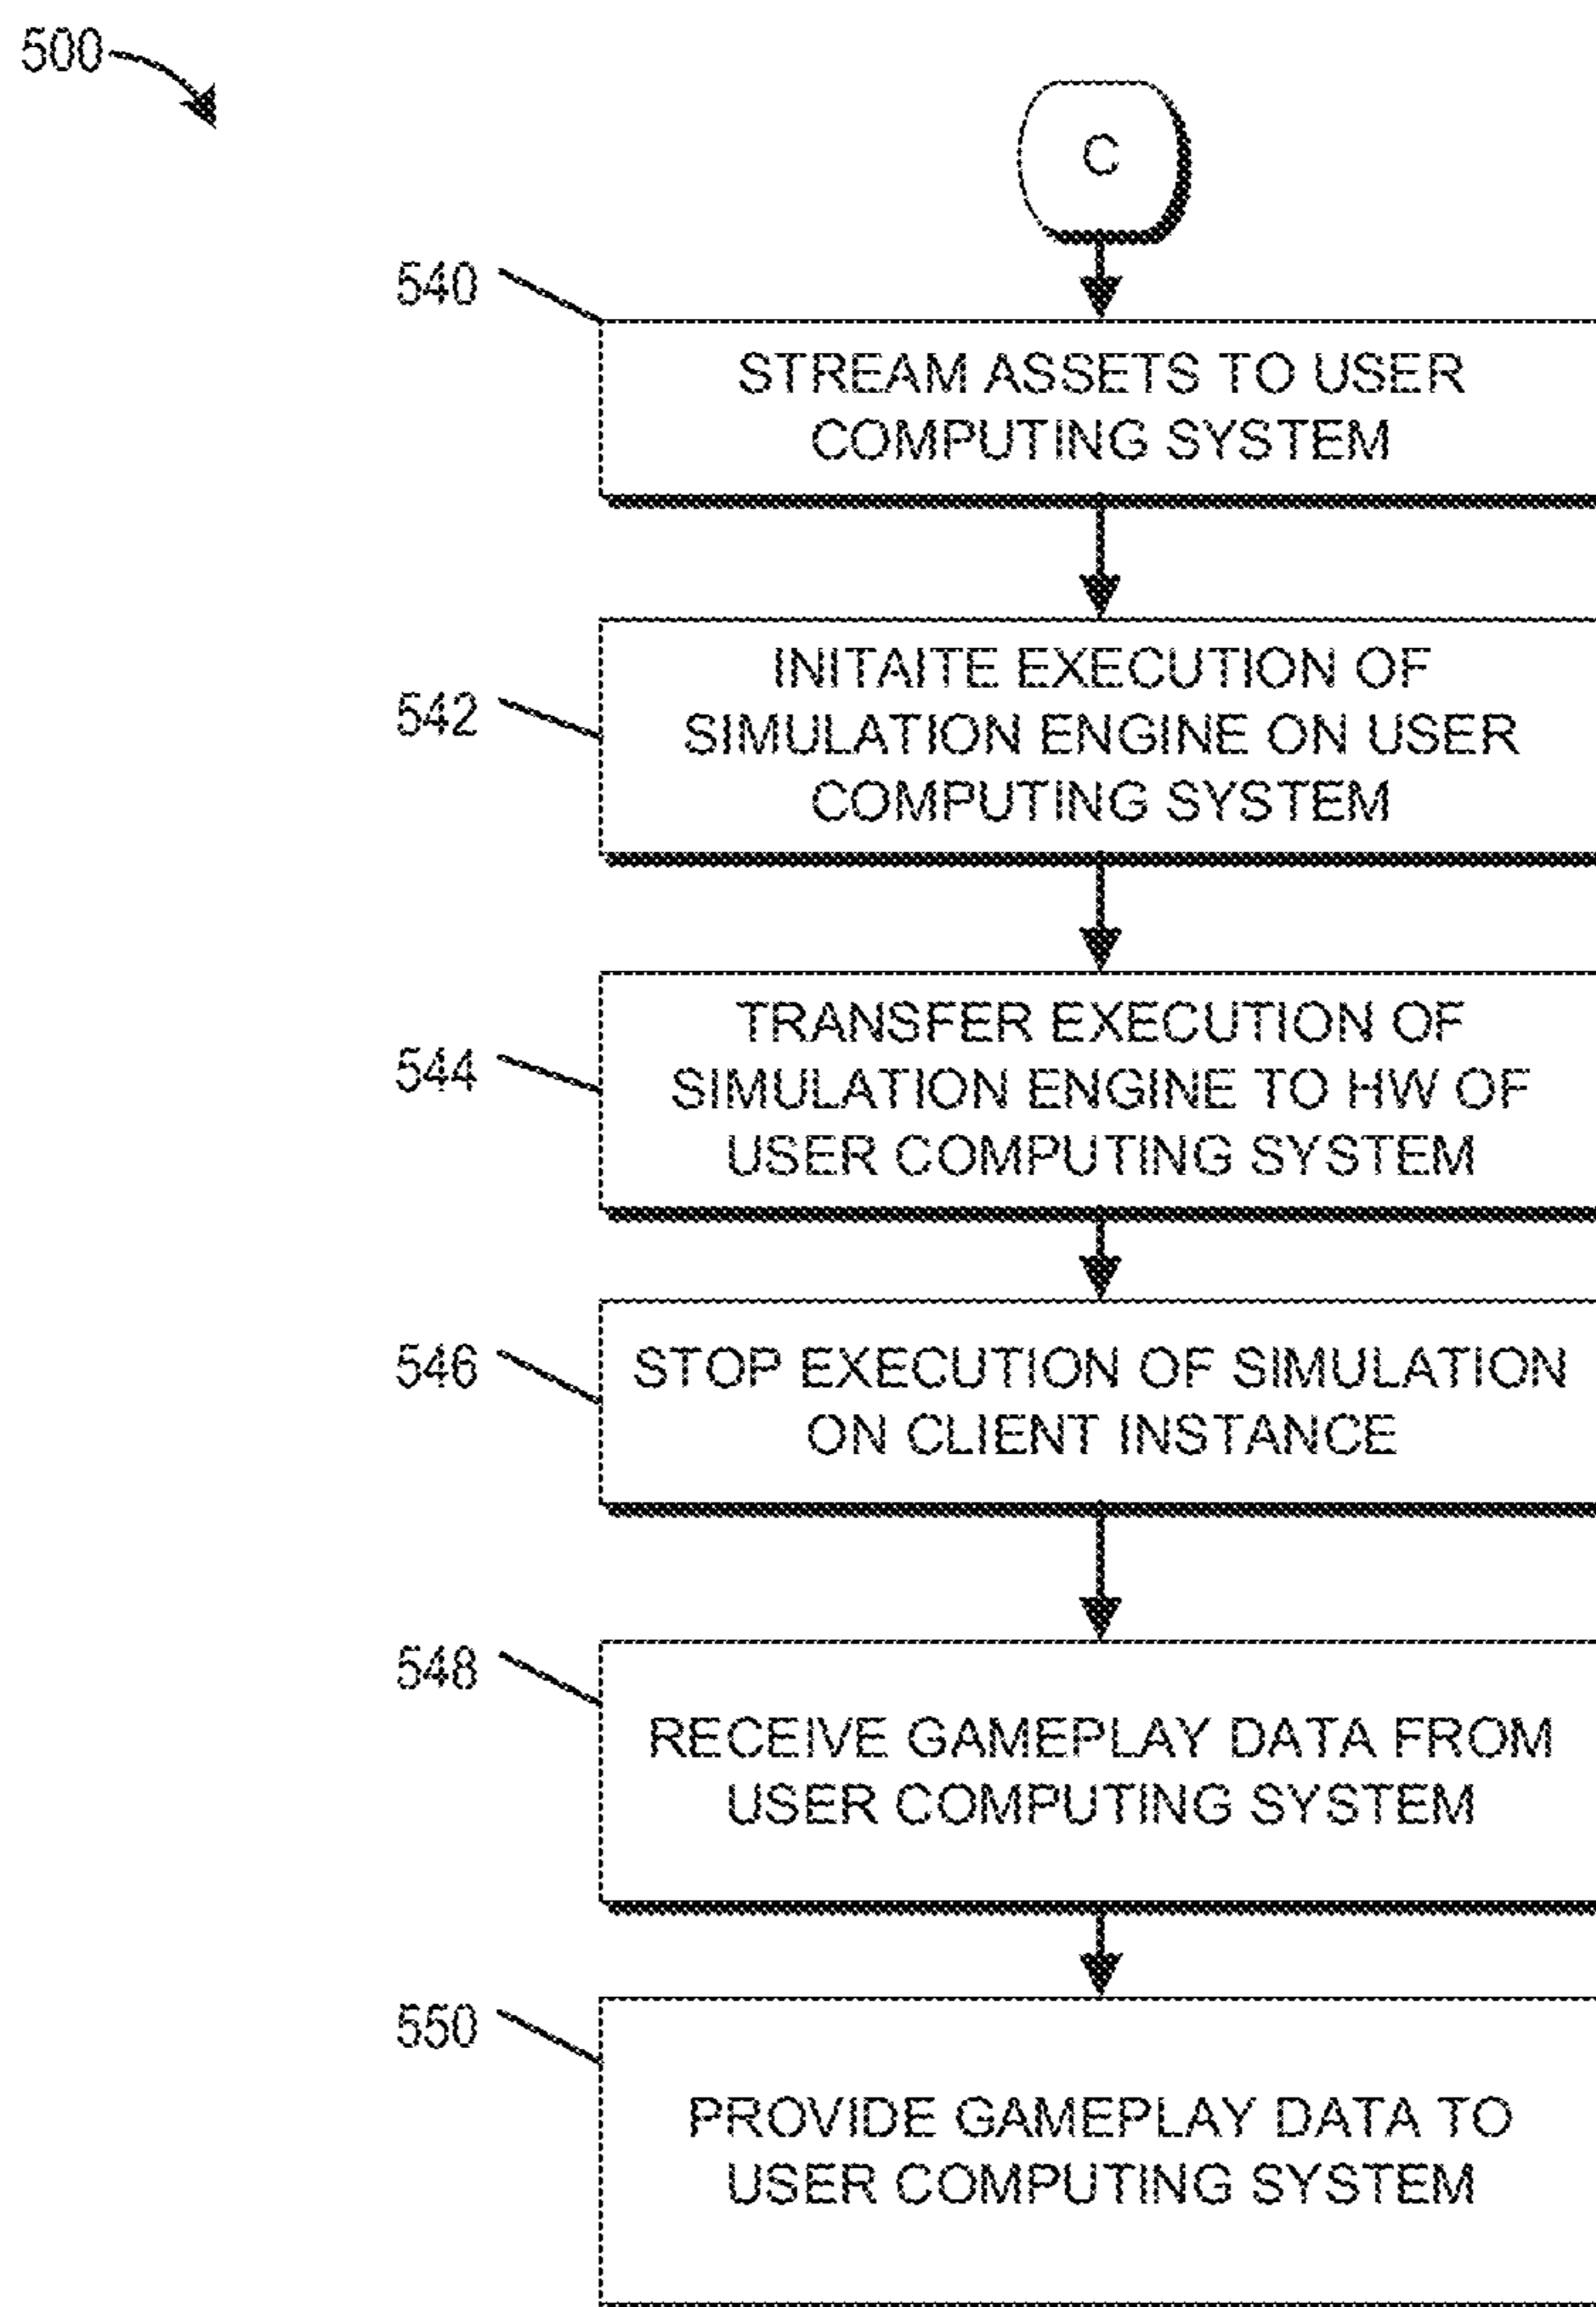 500
C
540
STREAM ASSETS TO USER
COMPUTING SYSTEM
542
INITAITE EXECUTION OF
SIMULATION ENGINE ON USER
COMPUTING SYSTEM
544
TRANSFER EXECUTION OF
SIMULATION ENGINE TO HW OF
USER COMPUTING SYSTEM
546
STOP EXECUTION OF SIMULATION
ON CLIENT INSTANCE
548
RECEIVE GAMEPLAY DATA FROM
USER COMPUTING SYSTEM
550
PROVIDE GAMEPLAY DATA TO
USER COMPUTING SYSTEM